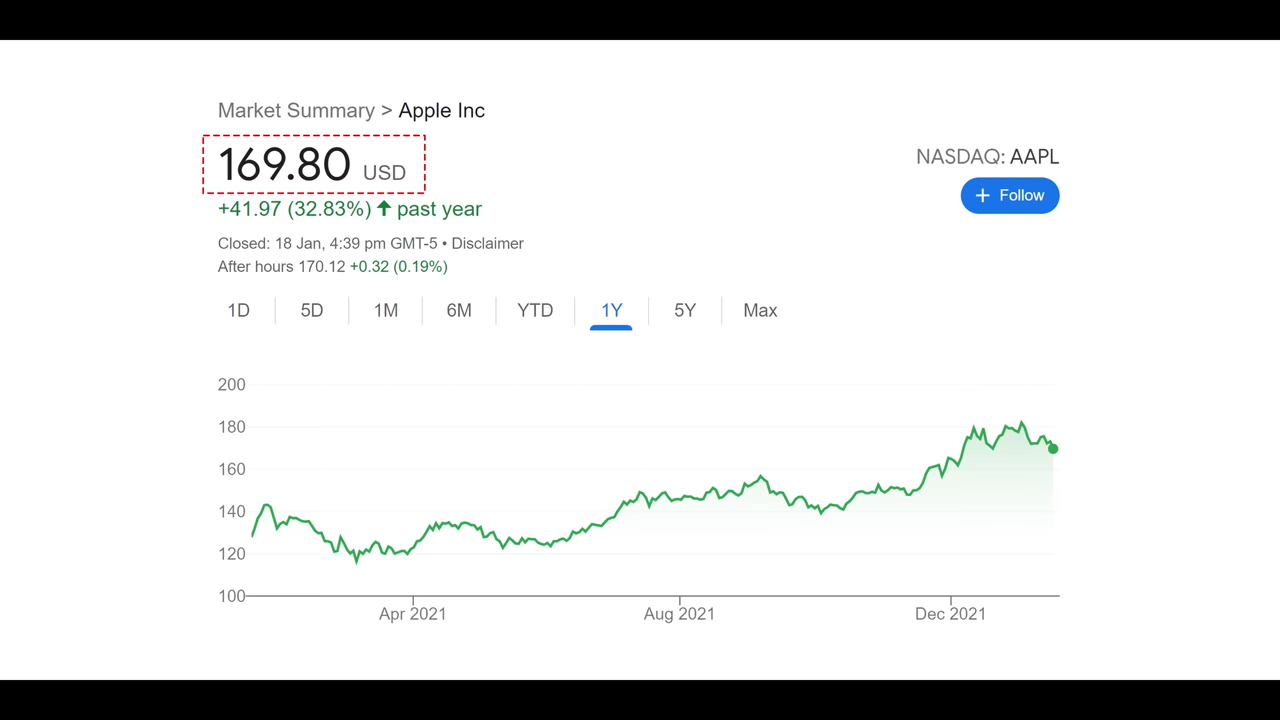 Market Summary > Apple Inc
169.80 USD
NASDAQ: AAPL
+ Follow
+41.97 (32.83%) ↑ past year
Closed: 18 Jan, 4:39 pm GMT-5 • Disclaimer
After hours 170.12 +0.32 (0.19%)
1D 5D 1M 6M YTD 1Y 5Y Max
200
180
160
140
120
100
Apr 2021 Aug 2021 Dec 2021